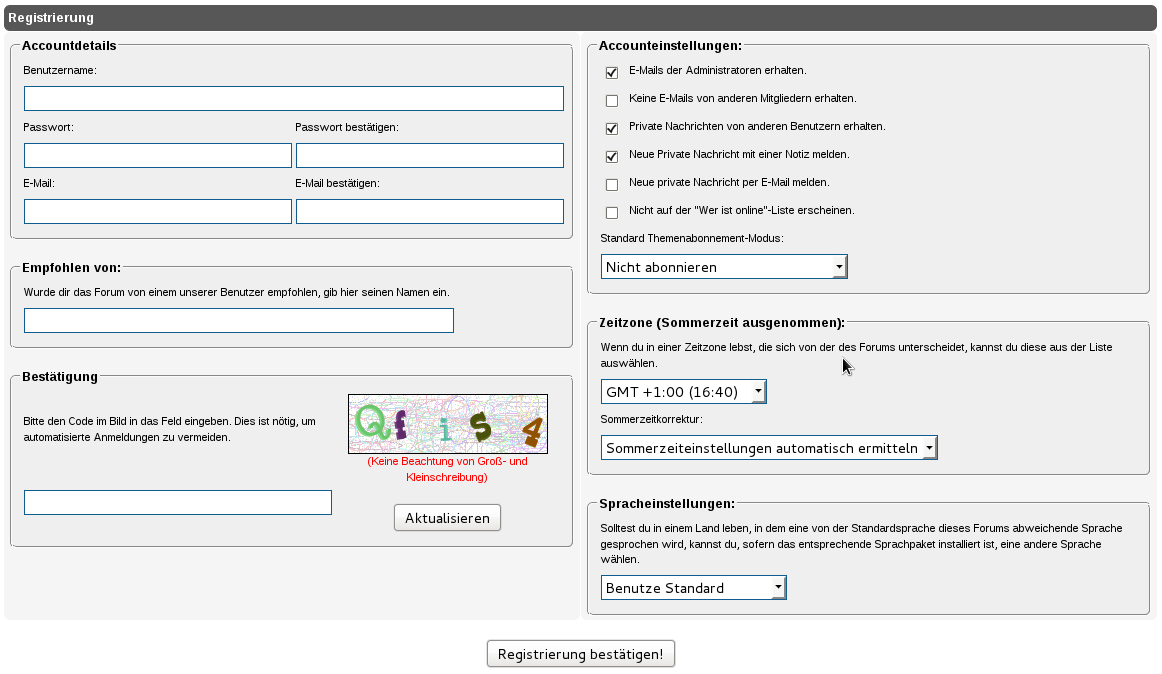 Registrierung
Accountdetails
Benutzername:
Passwort:
Passwort bestätigen:
E-Mail:
E-Mail bestätigen:
Empfohlen von:
Wurde dir das Forum von einem unserer Benutzer empfohlen, gib hier seinen Namen ein.
Bestätigung
Bitte den Code im Bild in das Feld eingeben. Dies ist nötig, um
automatisierte Anmeldungen zu vermeiden.
Qfis4
(Keine Beachtung von Groß- und
Kleinschreibung)
Aktualisieren
Accounteinstellungen:
E-Mails der Administratoren erhalten.
Keine E-Mails von anderen Mitgliedern erhalten.
Private Nachrichten von anderen Benutzern erhalten.
Neue Private Nachricht mit einer Notiz melden.
Neue private Nachricht per E-Mail melden.
Nicht auf der "Wer ist online"-Liste erscheinen.
Standard Themenabonnement-Modus:
Nicht abonnieren
Zeitzone (Sommerzeit ausgenommen):
Wenn du in einer Zeitzone lebst, die sich von der des Forums unterscheidet, kannst du diese aus der Liste
auswählen.
GMT +1:00 (16:40)
Sommerzeitkorrektur:
Sommerzeiteinstellungen automatisch ermitteln
Spracheinstellungen:
Solltest du in einem Land leben, in dem eine von der Standardsprache dieses Forums abweichende Sprache
gesprochen wird, kannst du, sofern das entsprechende Sprachpaket installiert ist, eine andere Sprache
wählen.
Benutze Standard
Registrierung bestätigen!